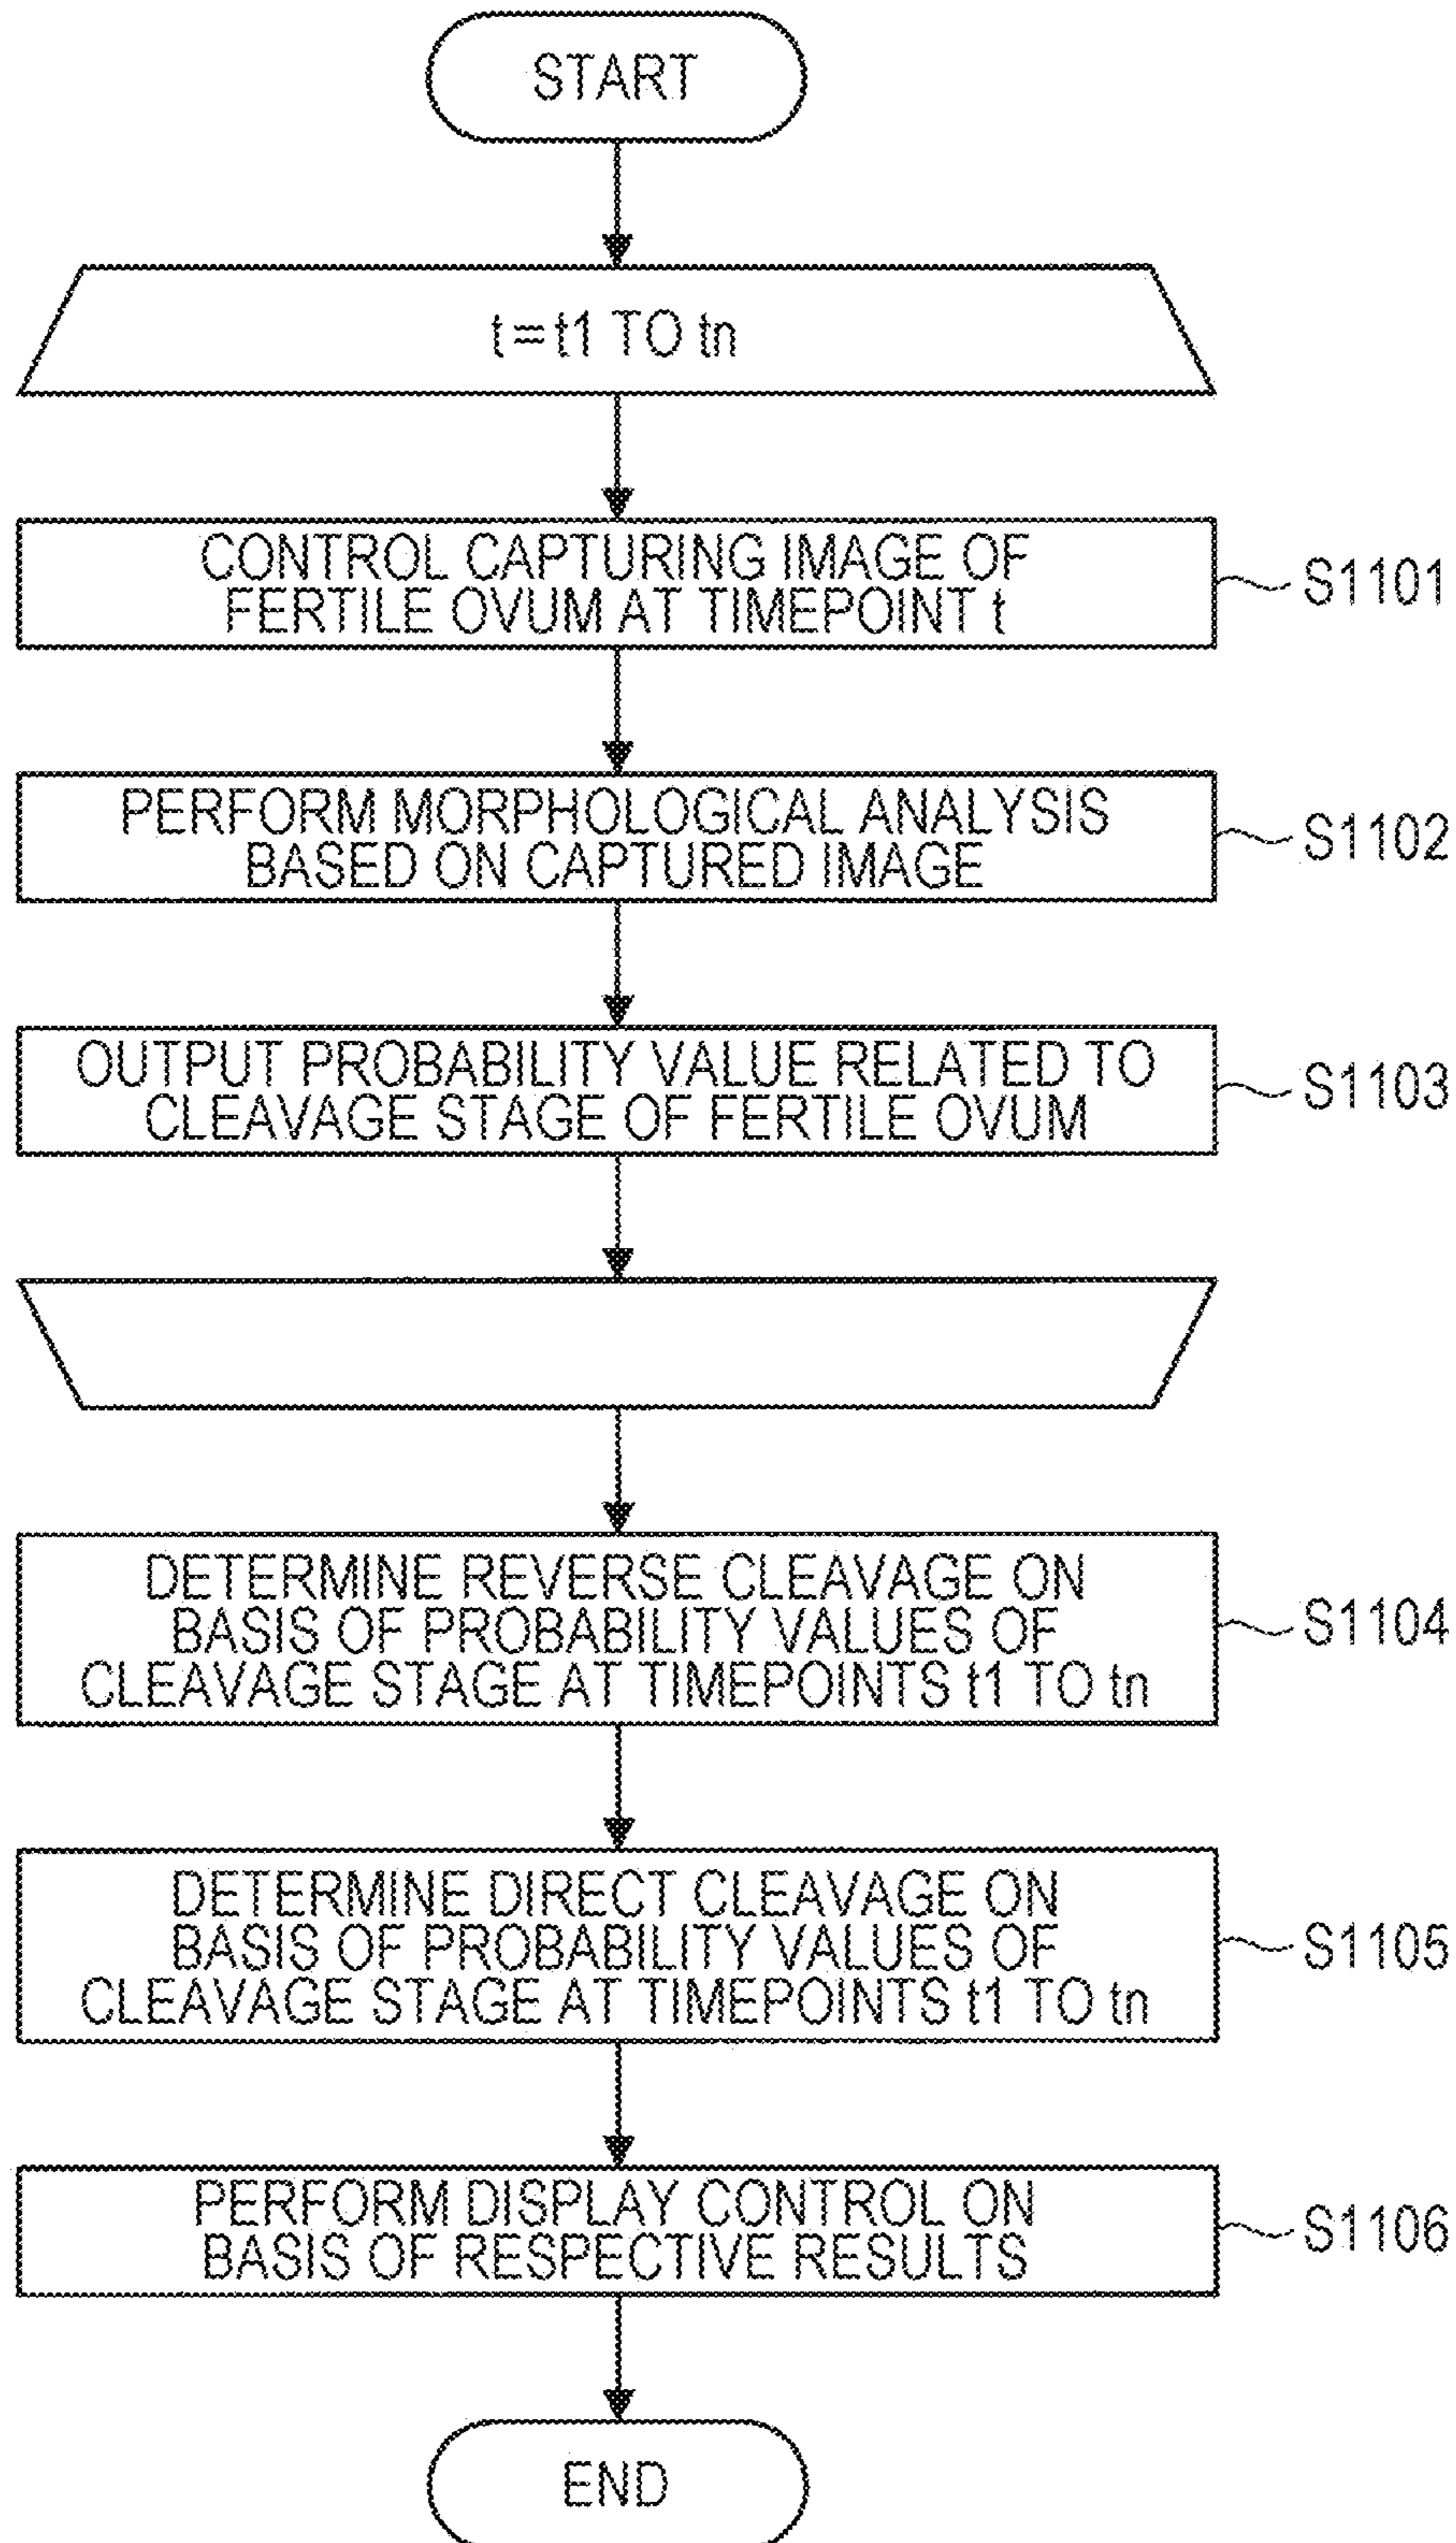 START
t=t1 TO tn
CONTROL CAPTURING IMAGE OF
FERTILE OVUM AT TIMEPOINT t
S1101
PERFORM MORPHOLOGICAL ANALYSIS
BASED ON CAPTURED IMAGE
S1102
OUTPUT PROBABILITY VALUE RELATED TO
CLEAVAGE STAGE OF FERTILE OVUM
S1103
DETERMINE REVERSE CLEAVAGE ON
BASIS OF PROBABILITY VALUES OF
CLEAVAGE STAGE AT TIMEPOINTS t1 TO tn
S1104
DETERMINE DIRECT CLEAVAGE ON
BASIS OF PROBABILITY VALUES OF
CLEAVAGE STAGE AT TIMEPOINTS t1 TO tn
S1105
PERFORM DISPLAY CONTROL ON
BASIS OF RESPECTIVE RESULTS
S1106
END